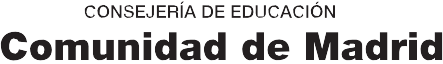 CONSEJERÍA DE EDUCACIÓN
Comunidad de Madrid